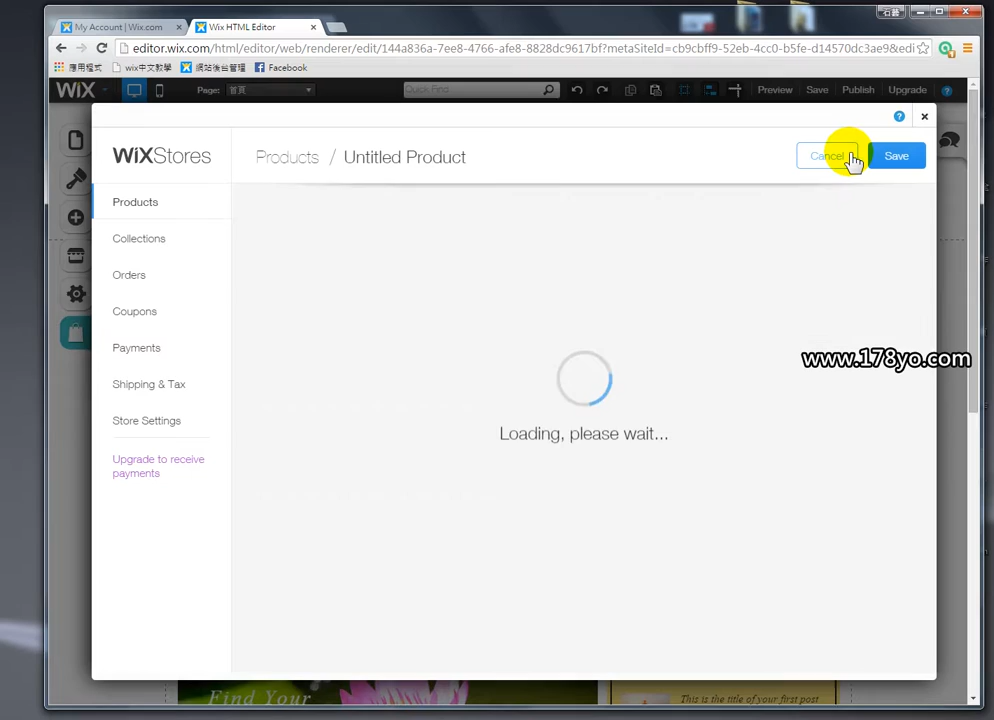 My Account | Wix.com
Wix HTML Editor
editor.wix.com/html/editor/web/renderer/edit/144a836a-7ee8-4766-afe8-8828dc9617bf?metaSiteId=cb9cbff9-52eb-4cc0-b5fe-d14570dc3ae9&edi
應用程式
wix中文教學
網站後台管理
Facebook
WiX
Page: 首頁
Quick Find
Preview
Save
Publish
Upgrade
WiXStores
Products / Untitled Product
Cancel
Save
Products
Collections
Orders
Coupons
Payments
Shipping & Tax
Store Settings
Upgrade to receive
payments
www.178yo.com
Loading, please wait...
Find Your
This is the title of your first post